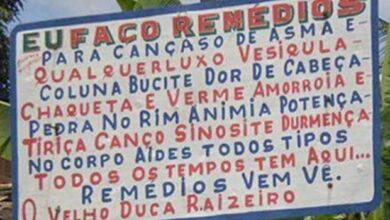 EU FAÇO REMÉDIOS
PARA CANÇASO DE ASMA E
QUALQUERLUXO VESIQULA-
COLUNA BUCITE DOR DE CABEÇA-
CHAQUETA E VERME AMORROIA E
PEDRA NO RIM ANIMIA POTENÇA-
TIRIÇA CANÇO SINOSITE DURMENÇA
NO CORPO AIDES TODOS TIPOS
TODOS OS TEMPOS TEM AQUI...
REMÉDIOS VEM VÊ.
O VELHO DUCA RAIZEIRO